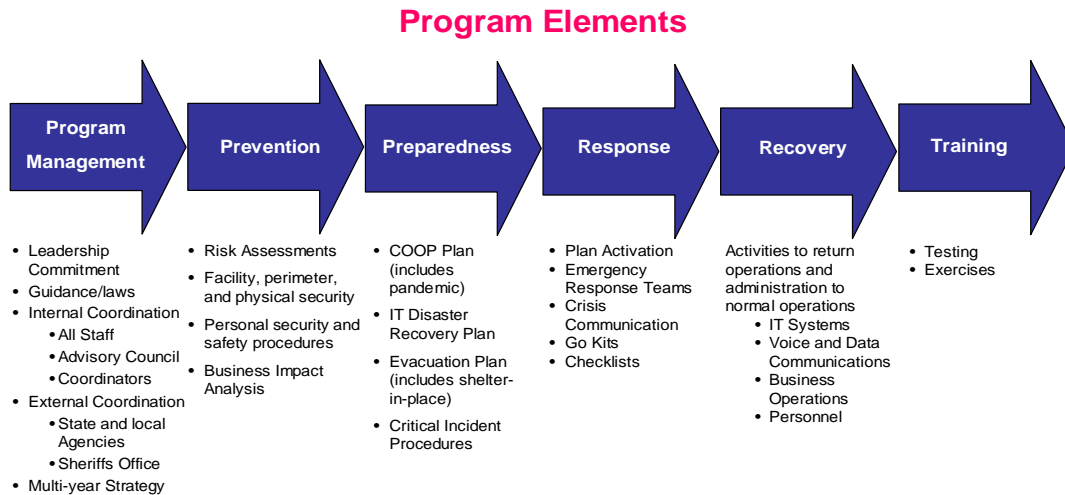 Program Elements
Program
Management
Prevention
Preparedness
Response
Recovery
Training
• Leadership
Commitment
• Guidance/laws
• Internal Coordination
• All Staff
• Advisory Council
• Coordinators
• External Coordination
• State and local
Agencies
• Sheriffs Office
• Multi-year Strategy
• Risk Assessments
• Facility, perimeter,
and physical security
• Personal security and
safety procedures
• Business Impact
Analysis
• COOP Plan
(includes
pandemic)
• IT Disaster
Recovery Plan
• Evacuation Plan
(includes shelter-
in-place)
• Critical Incident
Procedures
• Plan Activation
• Emergency
Response Teams
• Crisis
Communication
• Go Kits
• Checklists
Activities to return
operations and
administration to
normal operations
• IT Systems
• Voice and Data
Communications
• Business
Operations
• Personnel
• Testing
• Exercises